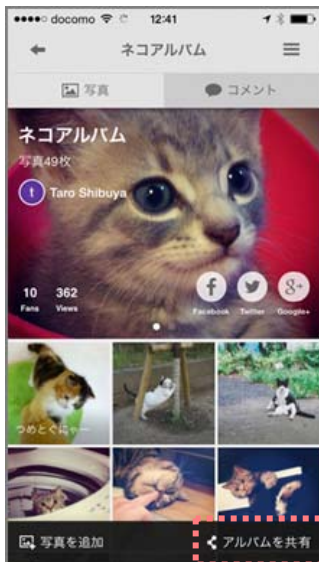 docomo 12:41
ネコアルバム
写真 コメント
ネコアルバム
写真49枚
t Taro Shibuya
10 362
Fans Views
f 8+
Facebook Twitter Google+
つめとぐにゃー
写真を追加 アルバムを共有